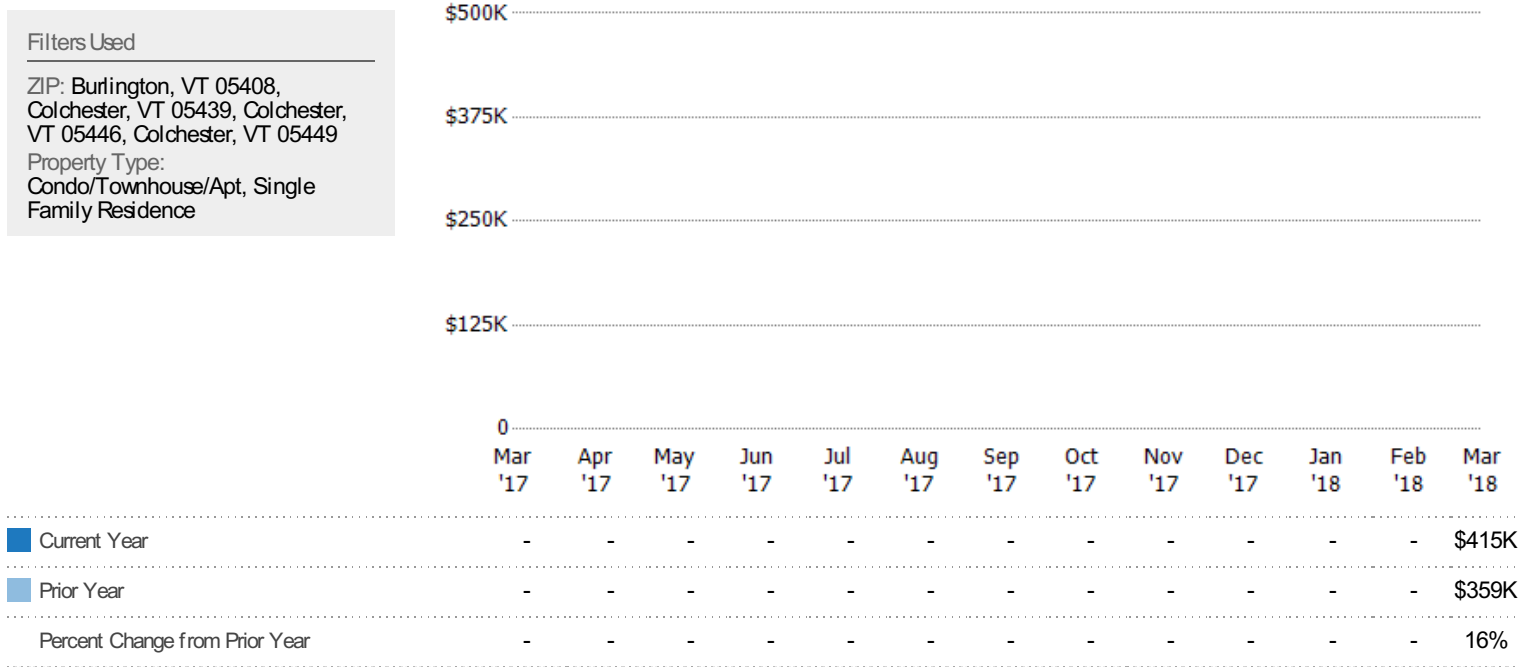 Filters Used
ZIP: Burlington, VT 05408,
Colchester, VT 05439, Colchester,
VT 05446, Colchester, VT 05449
Property Type:
Condo/Townhouse/Apt, Single
Family Residence
$500K
$375K
$250K
$125K
0
Mar Apr May Jun Jul Aug Sep Oct Nov Dec Jan Feb Mar
'17 '17 '17 '17 '17 '17 '17 '17 '17 '17 '18 '18 '18
Current Year - - - - - - - - - - - - $415K
Prior Year - - - - - - - - - - - - $359K
Percent Change from Prior Year - - - - - - - - - - - - 16%